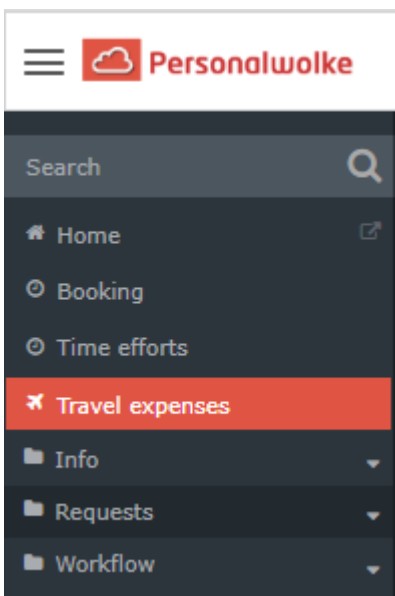 Personalwolke
Search
Home
Booking
Time efforts
Travel expenses
Info
Requests
Workflow